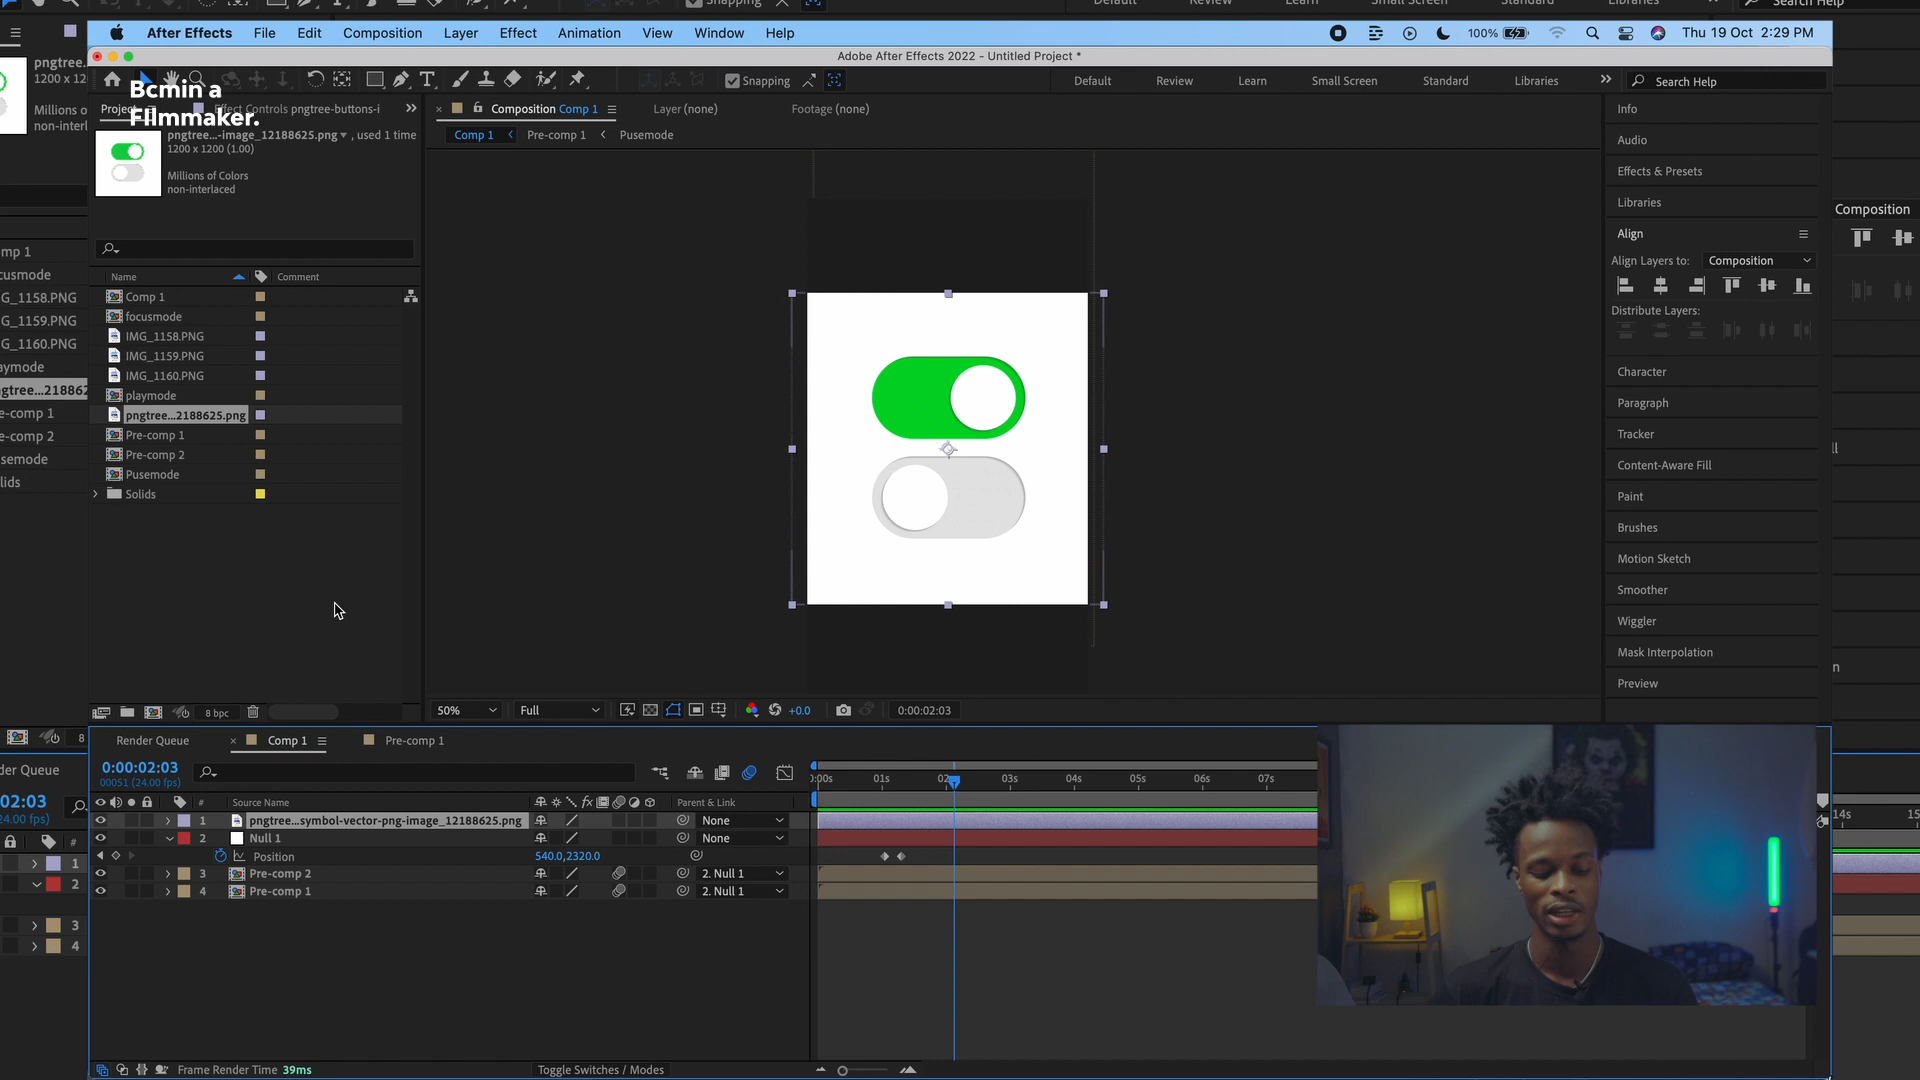 After Effects File Edit Composition Layer Effect Animation View Window Help 100% Thu 19 Oct 2:29 PM
Adobe After Effects 2022 - Untitled Project *
Snapping Default Review Learn Small Screen Standard Libraries Search Help
Bcmin a
Filmmaker.
Project Effect Controls pngtree-buttons-i
Composition Comp 1 Layer (none) Footage (none)
Comp 1 Pre-comp 1 Pusemode
pngtree...-image_12188625.png , used 1 time
1200 x 1200 (1.00)
Millions of Colors
non-interlaced
Name Comment
Comp 1
focusmode
IMG_1158.PNG
IMG_1159.PNG
IMG_1160.PNG
playmode
pngtree...2188625.png
Pre-comp 1
Pre-comp 2
Pusemode
Solids
8 bpc
50% Full +0.0 0:00:02:03
Info
Audio
Effects & Presets
Libraries
Align
Align Layers to: Composition
Distribute Layers:
Character
Paragraph
Tracker
Content-Aware Fill
Paint
Brushes
Motion Sketch
Smoother
Wiggler
Mask Interpolation
Preview
Composition
Render Queue Comp 1 Pre-comp 1
0:00:02:03
00051 (24.00 fps)
:00s 01s 02 03s 04s 05s 06s 07s
# Source Name Parent & Link
1 pngtree...symbol-vector-png-image_12188625.png None
2 Null 1 None
Position 540.0,2320.0
3 Pre-comp 2 2. Null 1
4 Pre-comp 1 2. Null 1
Frame Render Time 39ms Toggle Switches / Modes